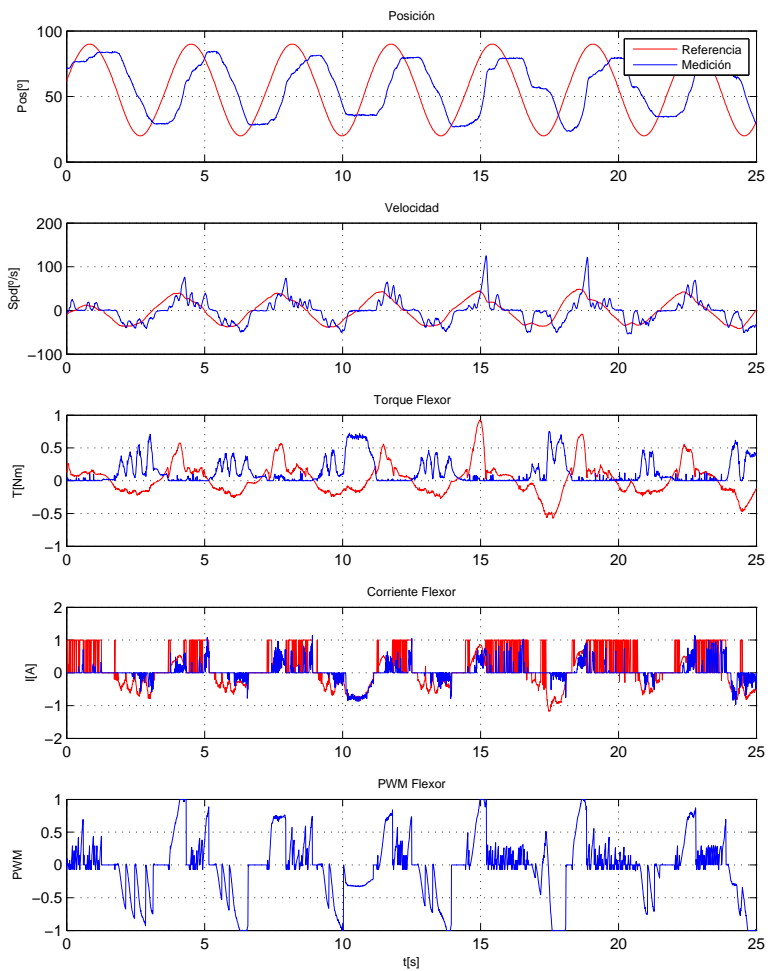 Posición
100
50
0
Pos[º]
Referencia
Medición
0 5 10 15 20 25
Velocidad
200
100
0
−100
Spd[º/s]
0 5 10 15 20 25
Torque Flexor
1
0.5
0
−0.5
−1
T[Nm]
0 5 10 15 20 25
Corriente Flexor
2
1
0
−1
−2
I[A]
0 5 10 15 20 25
PWM Flexor
1
0.5
0
−0.5
−1
PWM
0 5 10 15 20 25
t[s]